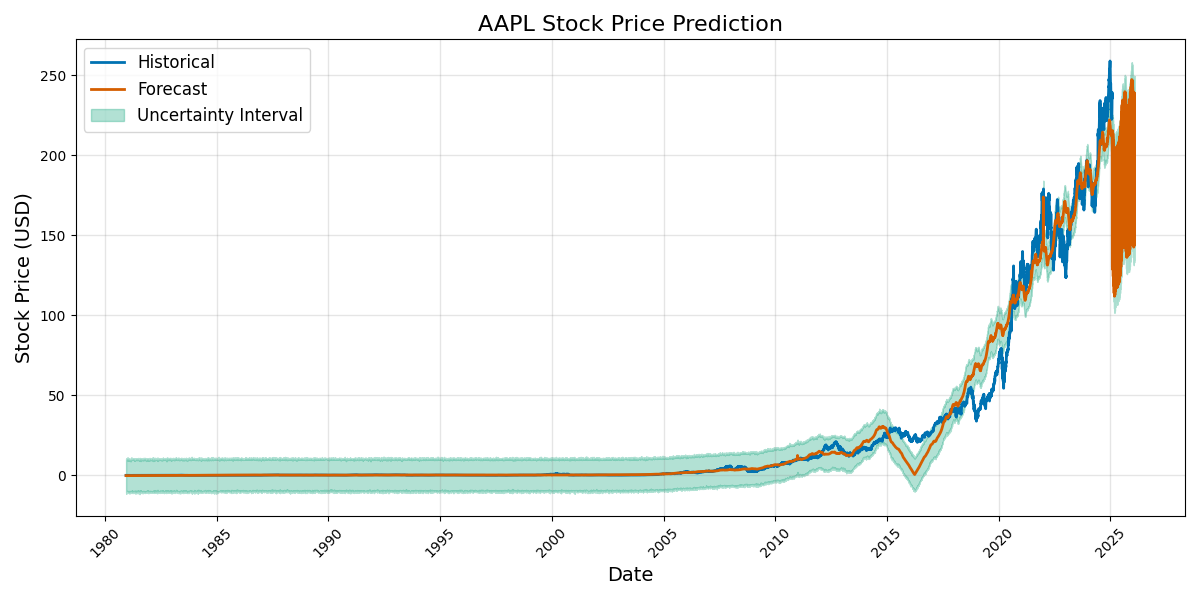 AAPL Stock Price Prediction
Historical
Forecast
Uncertainty Interval
Stock Price (USD)
250
200
150
100
50
0
1980
1985
1990
1995
2000
2005
2010
2015
2020
2025
Date